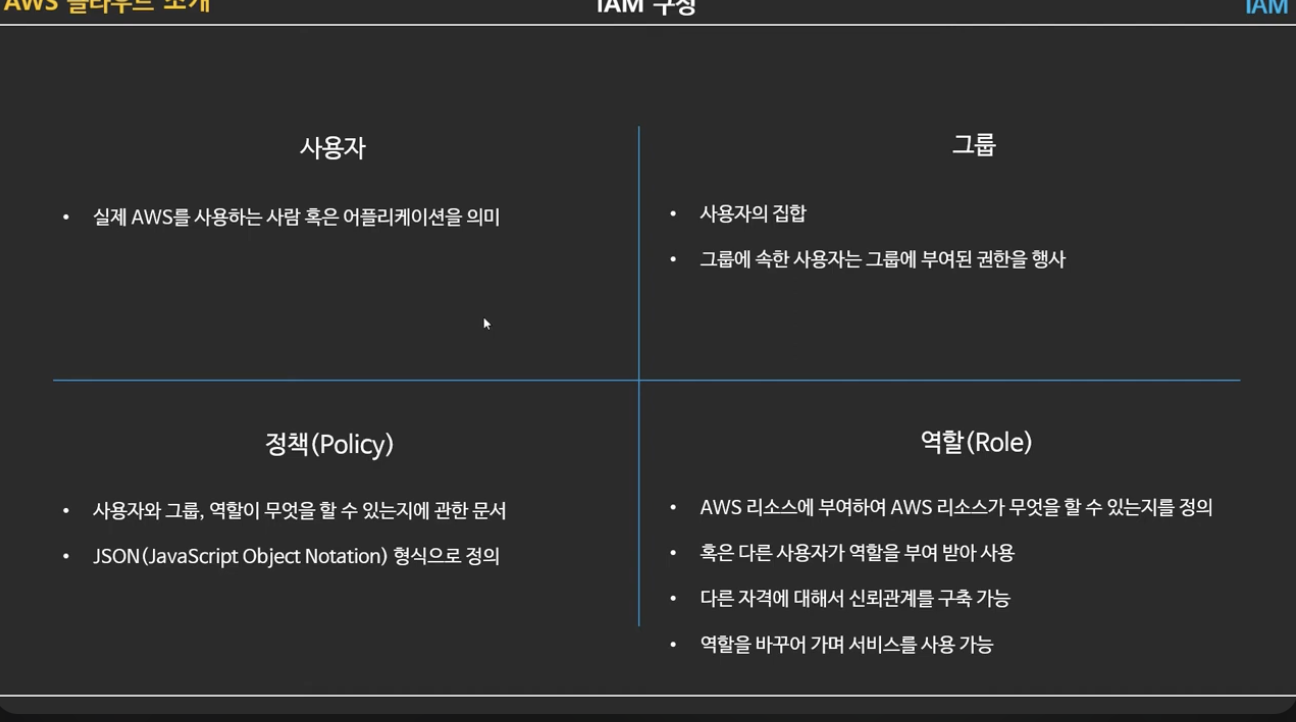 AWS 클라우드 소개
IAM 구성
IAM
사용자
• 실제 AWS를 사용하는 사람 혹은 어플리케이션을 의미
그룹
• 사용자의 집합
• 그룹에 속한 사용자는 그룹에 부여된 권한을 행사
정책(Policy)
• 사용자와 그룹, 역할이 무엇을 할 수 있는지에 관한 문서
• JSON(JavaScript Object Notation) 형식으로 정의
역할(Role)
• AWS 리소스에 부여하여 AWS 리소스가 무엇을 할 수 있는지를 정의
• 혹은 다른 사용자가 역할을 부여 받아 사용
• 다른 자격에 대해서 신뢰관계를 구축 가능
• 역할을 바꾸어 가며 서비스를 사용 가능